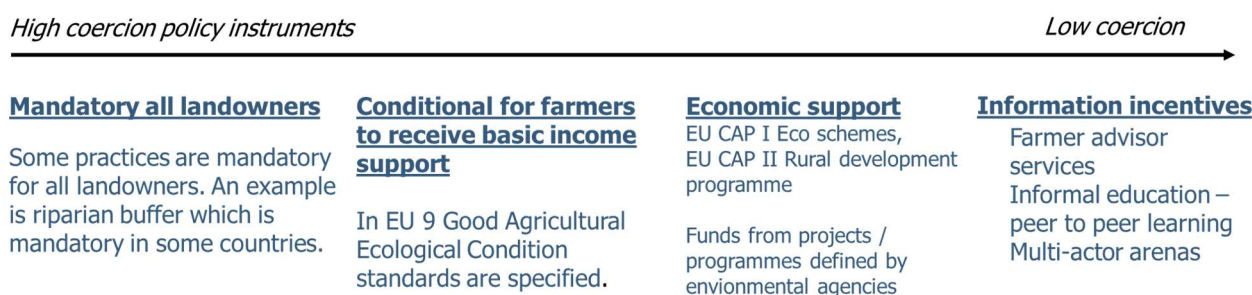 High coercion policy instruments
Low coercion
Mandatory all landowners
Some practices are mandatory
for all landowners. An example
is riparian buffer which is
mandatory in some countries.
Conditional for farmers
to receive basic income
support
In EU 9 Good Agricultural
Ecological Condition
standards are specified.
Economic support
EU CAP I Eco schemes,
EU CAP II Rural development
programme
Funds from projects /
programmes defined by
envionmental agencies
Information incentives
Farmer advisor
services
Informal education –
peer to peer learning
Multi-actor arenas